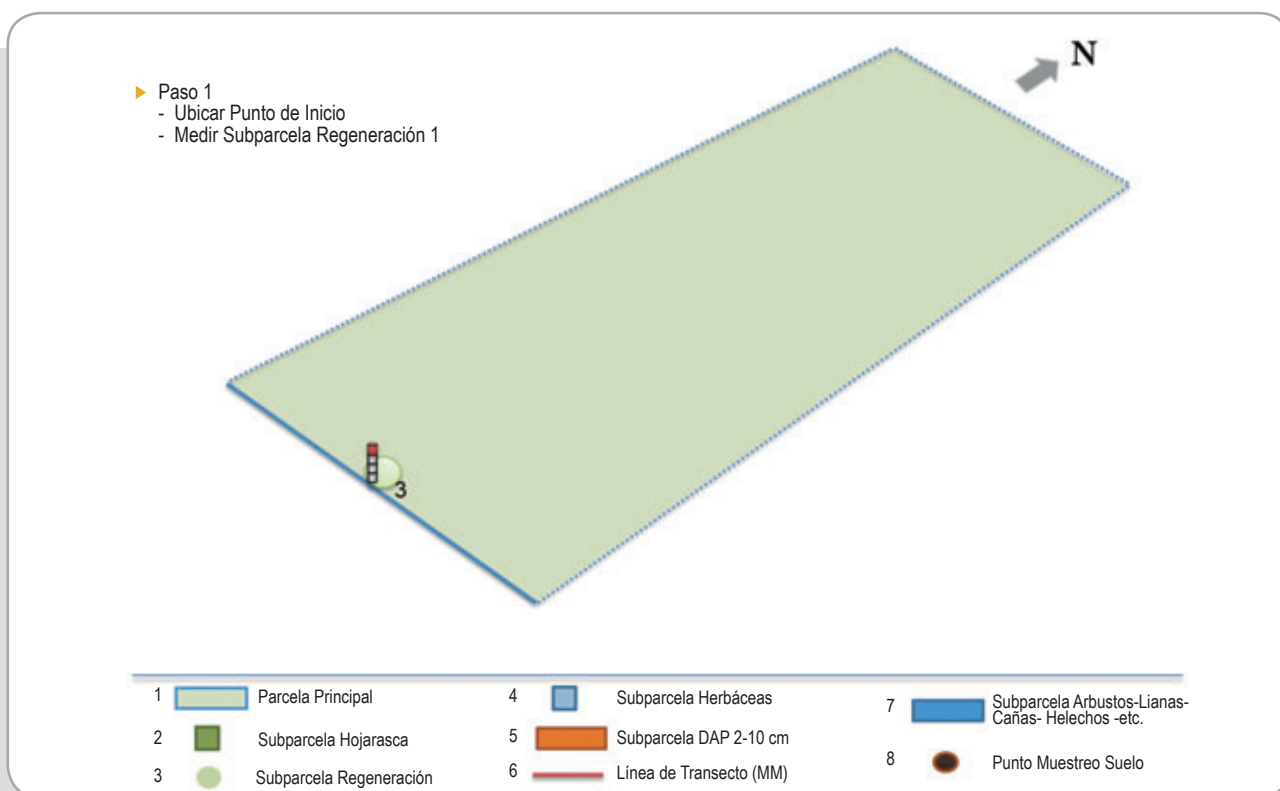 N
▶ Paso 1
- Ubicar Punto de Inicio
- Medir Subparcela Regeneración 1
3
1 Parcela Principal
2 Subparcela Hojarasca
3 Subparcela Regeneración
4 Subparcela Herbáceas
5 Subparcela DAP 2-10 cm
6 Línea de Transecto (MM)
7 Subparcela Arbustos-Lianas-
Cañas- Helechos -etc.
8 Punto Muestreo Suelo